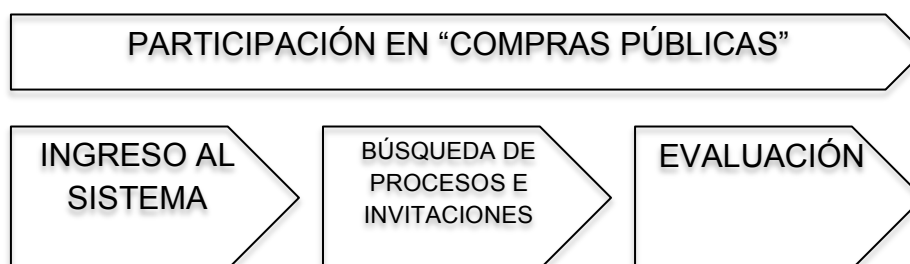 PARTICIPACIÓN EN “COMPRAS PÚBLICAS”
INGRESO AL
SISTEMA
BÚSQUEDA DE
PROCESOS E
INVITACIONES
EVALUACIÓN